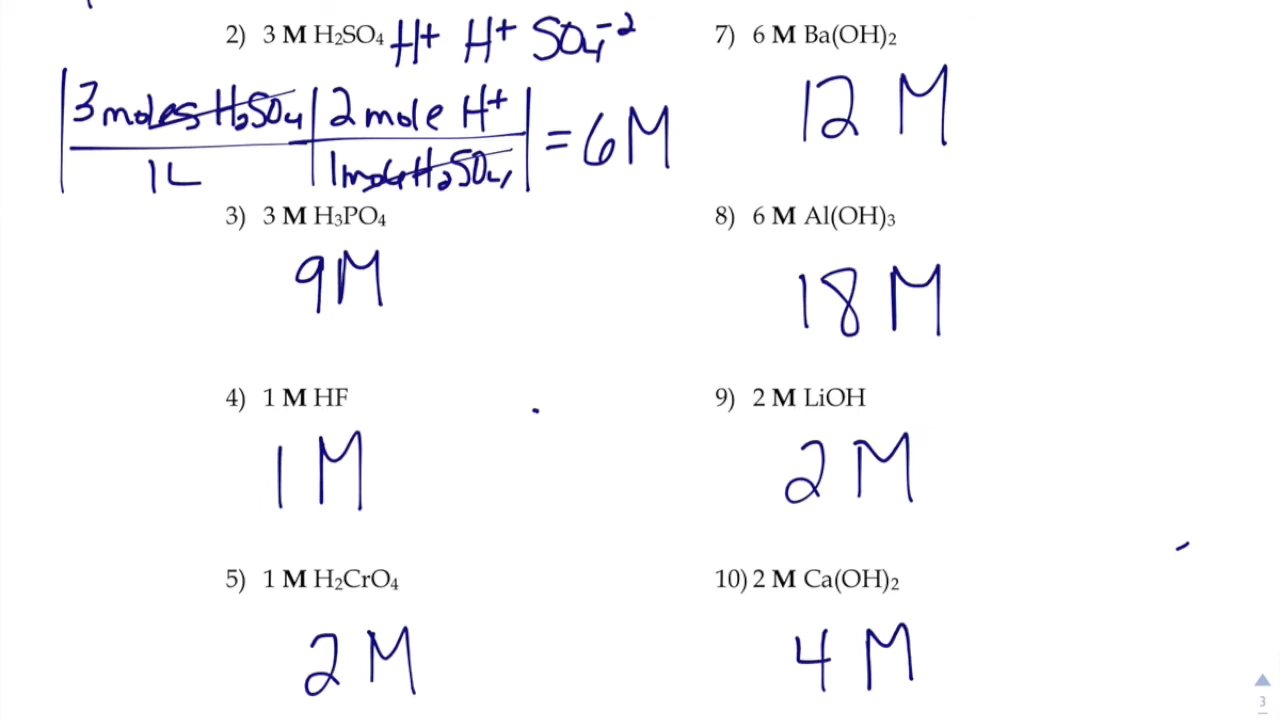 2) 3 M H₂SO₄ H+ H+ SO₄⁻²
3 moles H₂SO₄ | 2 mole H+
1L | 1 mole H₂SO₄
= 6M
3) 3 M H₃PO₄
9M
4) 1 M HF
1 M
5) 1 M H₂CrO₄
2 M
7) 6 M Ba(OH)₂
12 M
8) 6 M Al(OH)₃
18 M
9) 2 M LiOH
2 M
10) 2 M Ca(OH)₂
4 M
3